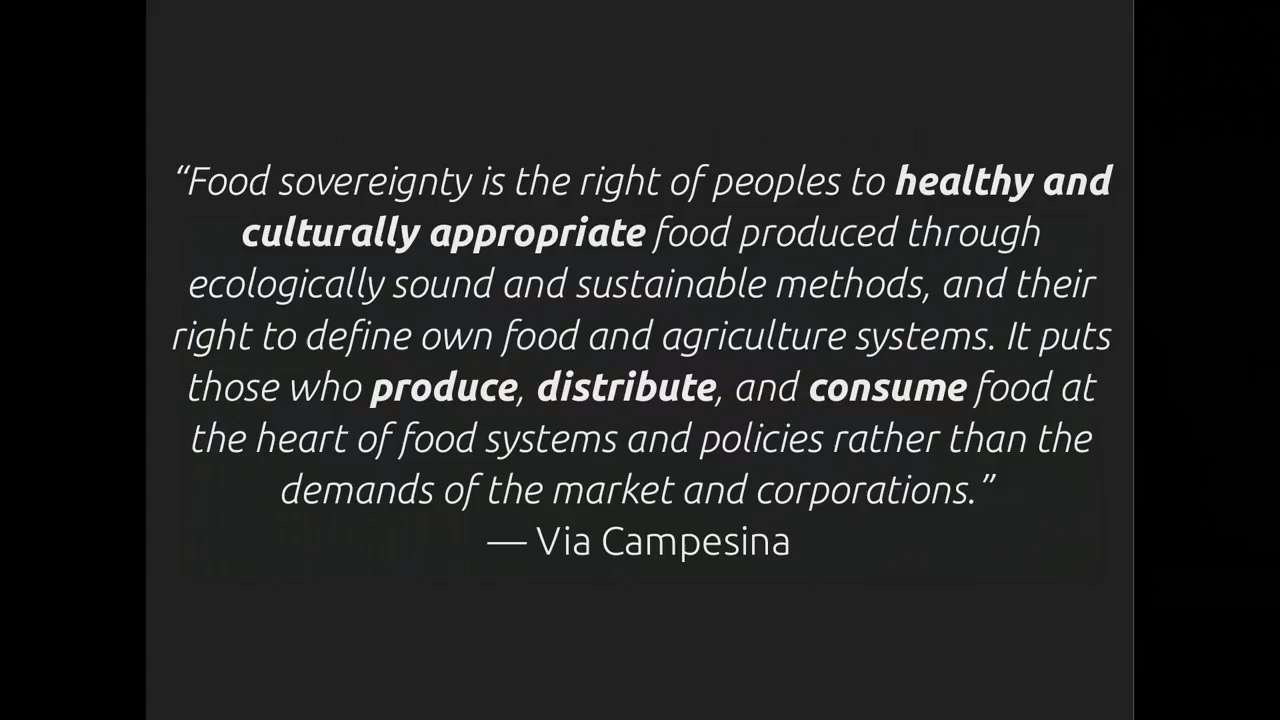 “Food sovereignty is the right of peoples to healthy and
culturally appropriate food produced through
ecologically sound and sustainable methods, and their
right to define own food and agriculture systems. It puts
those who produce, distribute, and consume food at
the heart of food systems and policies rather than the
demands of the market and corporations.”
— Via Campesina